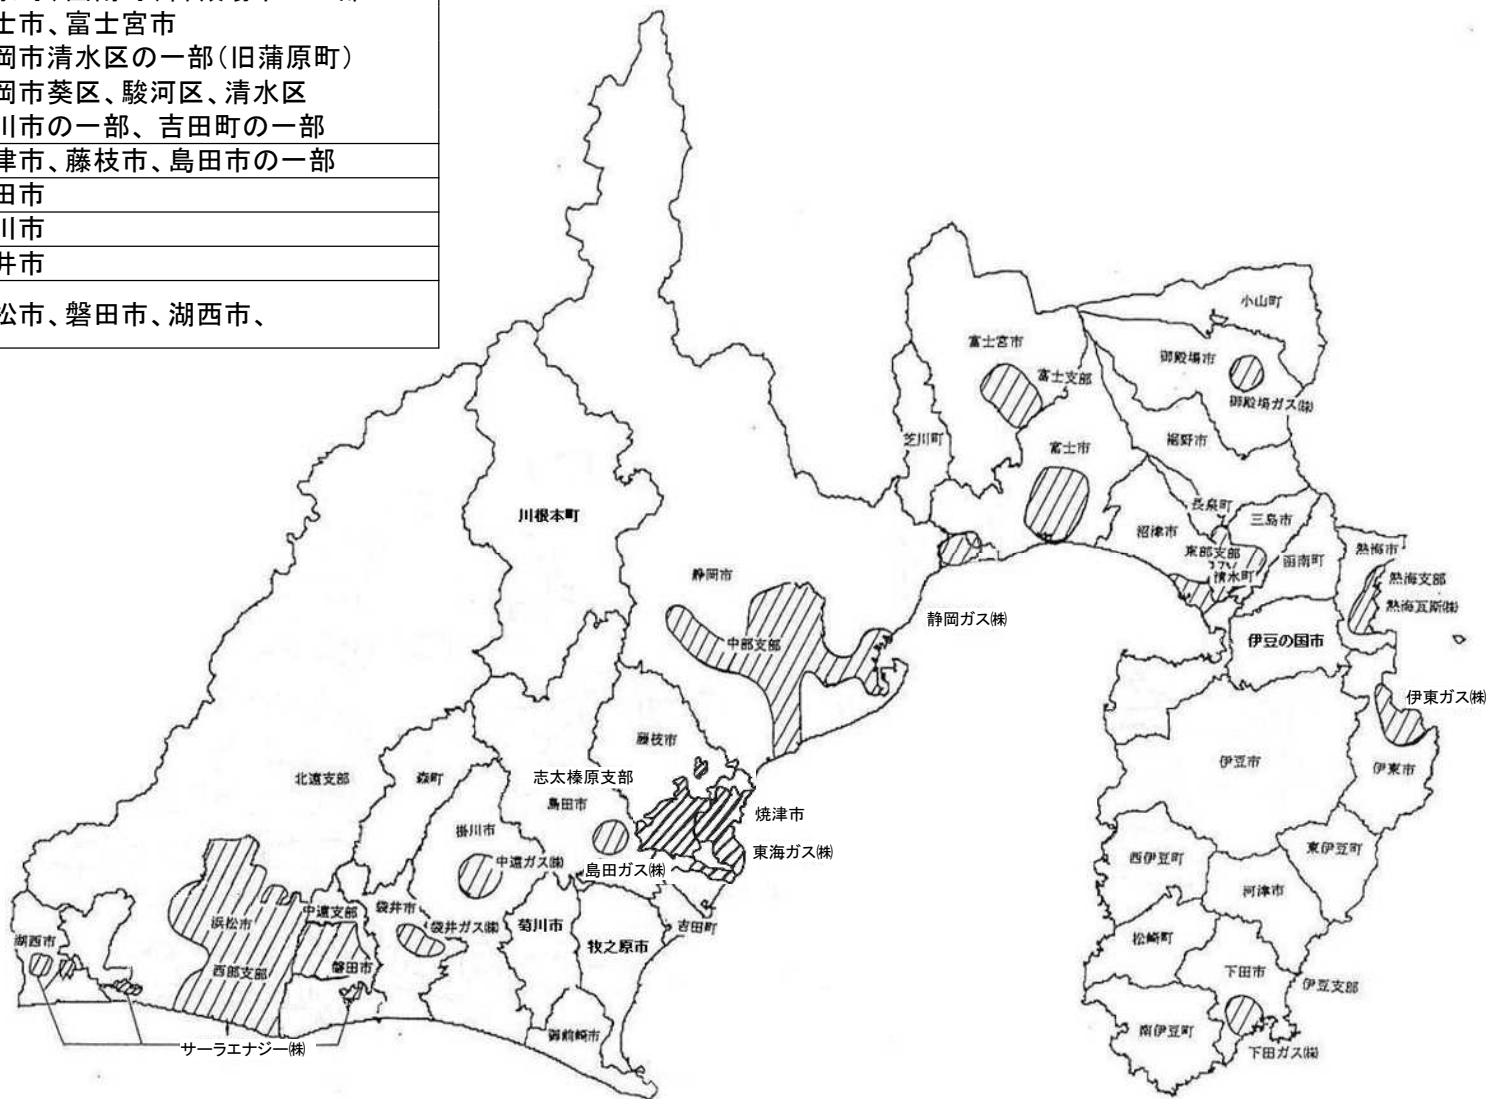 士市、富士宮市
岡市清水区の一部(旧蒲原町)
岡市葵区、駿河区、清水区
川市の一部、吉田町の一部
津市、藤枝市、島田市の一部
田市
川市
井市
松市、磐田市、湖西市、
小山町
富士宮市
御殿場市
富士支部
御殿場ガス㈱
芝川町
富士市
裾野市
長泉町
川根本町
沼津市
三島市
東部支部
函南町
熱海市
静岡市
清水町
熱海支部
静岡ガス㈱
熱海瓦斯㈱
中部支部
伊豆の国市
伊東ガス㈱
藤枝市
伊豆市
伊東市
北遠支部
森町
志太榛原支部
島田市
焼津市
掛川市
東海ガス㈱
中遠ガス㈱
島田ガス㈱
西伊豆町
東伊豆町
河津市
中遠支部
袋井市
浜松市
袋井ガス㈱
菊川市
吉田町
湖西市
牧之原市
松崎町
西部支部
磐田市
下田市
伊豆支部
御前崎市
南伊豆町
サーラエナジー㈱
下田ガス㈱